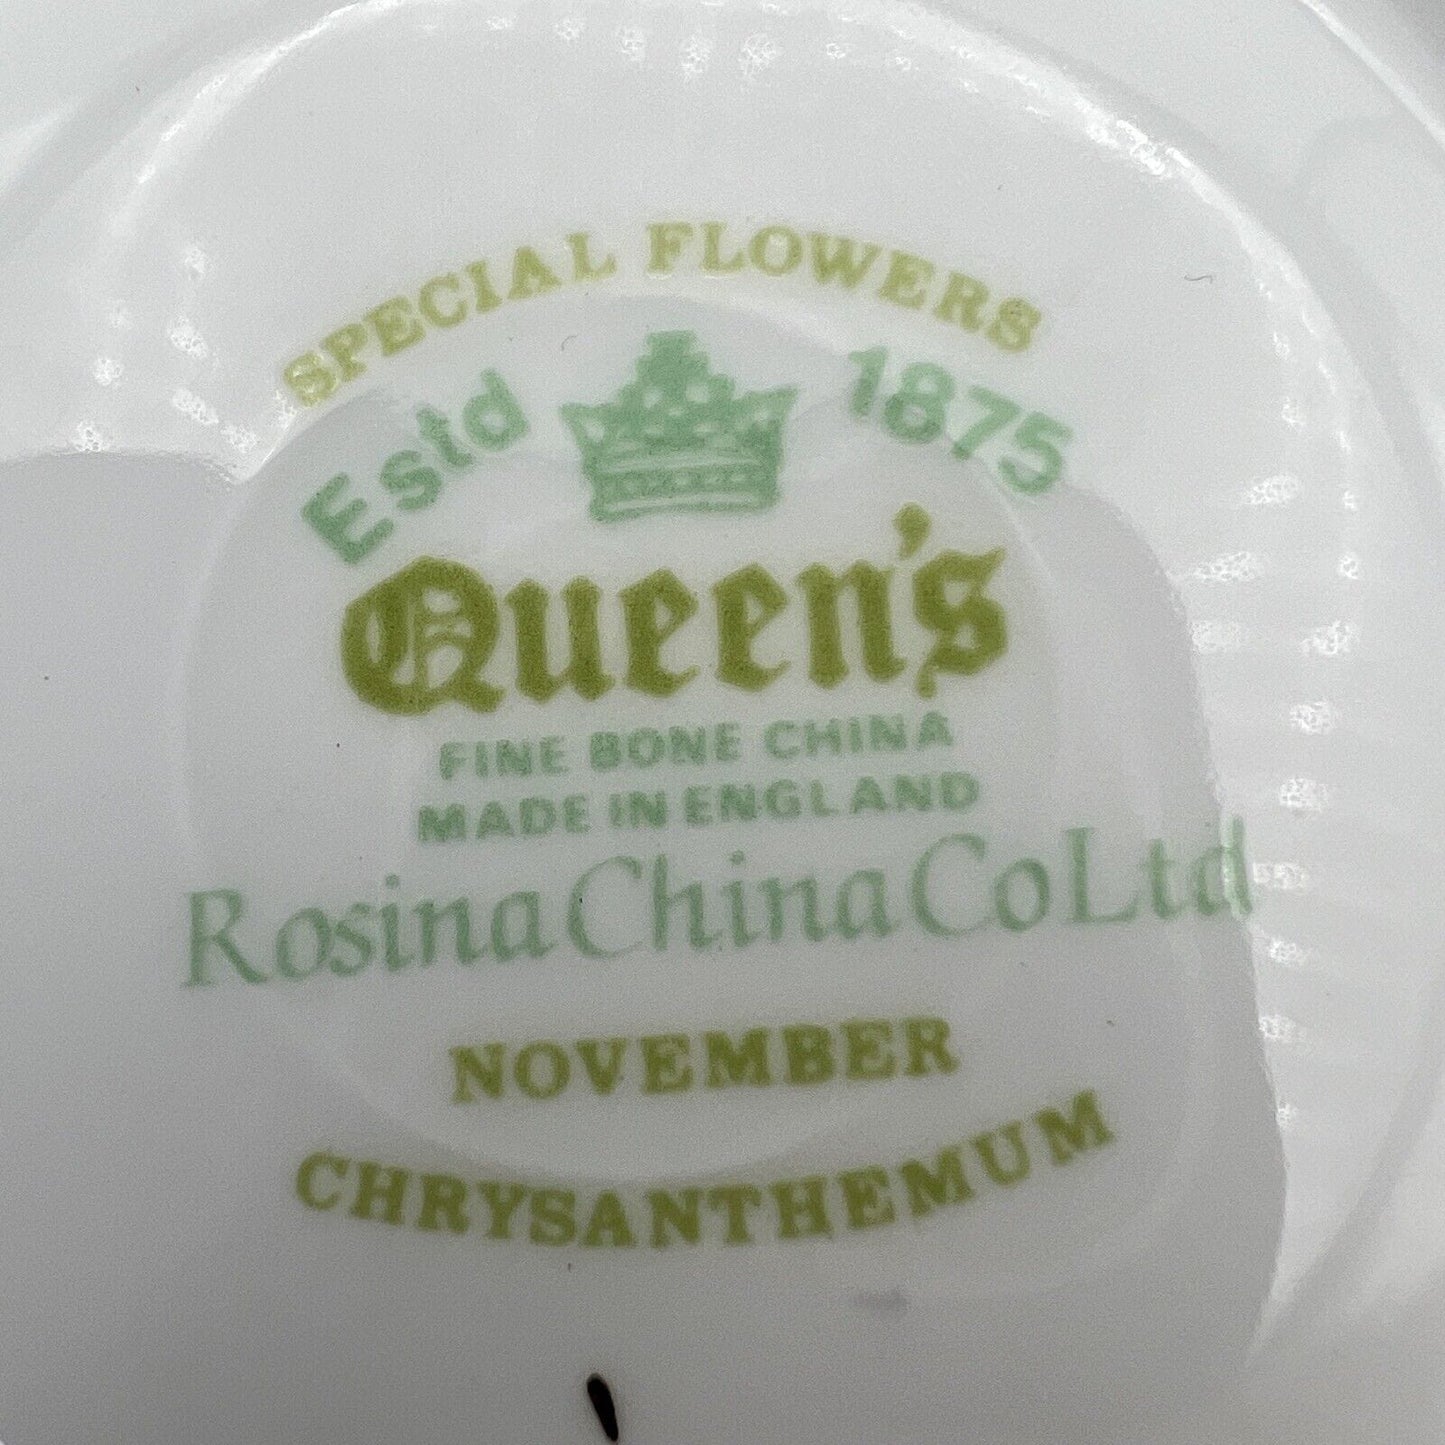 SPECIAL FLOWERS
Estd 1875
Queen's
FINE BONE CHINA
MADE IN ENGLAND
Rosina China Co Ltd
NOVEMBER
CHRYSANTHEMUM